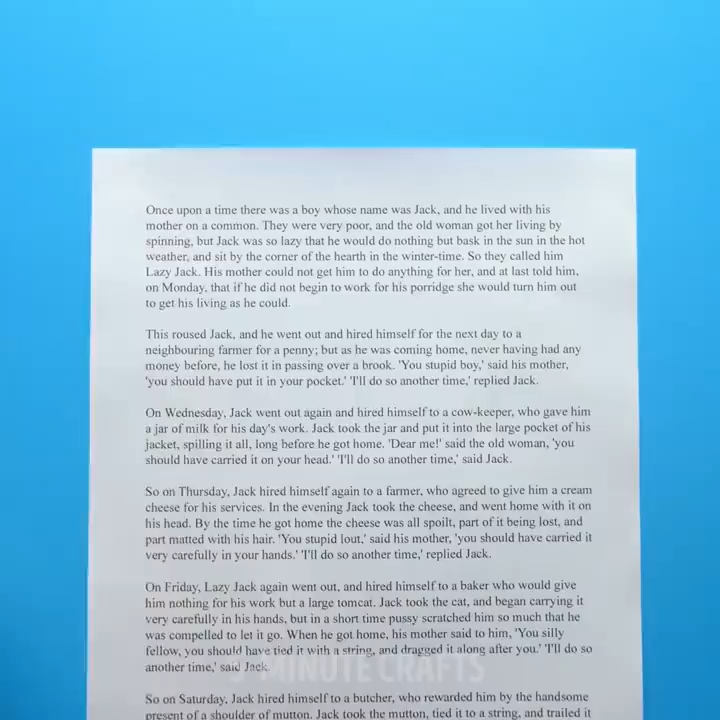 Once upon a time there was a boy whose name was Jack, and he lived with his
mother on a common. They were very poor, and the old woman got her living by
spinning, but Jack was so lazy that he would do nothing but bask in the sun in the hot
weather, and sit by the corner of the hearth in the winter-time. So they called him
Lazy Jack. His mother could not get him to do anything for her, and at last told him,
on Monday, that if he did not begin to work for his porridge she would turn him out
to get his living as he could.
This roused Jack, and he went out and hired himself for the next day to a
neighbouring farmer for a penny; but as he was coming home, never having had any
money before, he lost it in passing over a brook. 'You stupid boy,' said his mother,
'you should have put it in your pocket.' 'I'll do so another time,' replied Jack.
On Wednesday, Jack went out again and hired himself to a cow-keeper, who gave him
a jar of milk for his day's work. Jack took the jar and put it into the large pocket of his
jacket, spilling it all, long before he got home. 'Dear me!' said the old woman, 'you
should have carried it on your head.' 'I'll do so another time,' said Jack.
So on Thursday, Jack hired himself again to a farmer, who agreed to give him a cream
cheese for his services. In the evening Jack took the cheese, and went home with it on
his head. By the time he got home the cheese was all spoilt, part of it being lost, and
part matted with his hair. 'You stupid lout,' said his mother, 'you should have carried it
very carefully in your hands.' 'I'll do so another time,' replied Jack.
On Friday, Lazy Jack again went out, and hired himself to a baker who would give
him nothing for his work but a large tomcat. Jack took the cat, and began carrying it
very carefully in his hands, but in a short time pussy scratched him so much that he
was compelled to let it go. When he got home, his mother said to him, 'You silly
fellow, you should have tied it with a string, and dragged it along after you.' 'I'll do so
another time,' said Jack.
5-MINUTE CRAFTS
So on Saturday, Jack hired himself to a butcher, who rewarded him by the handsome
present of a shoulder of mutton. Jack took the mutton, tied it to a string, and trailed it